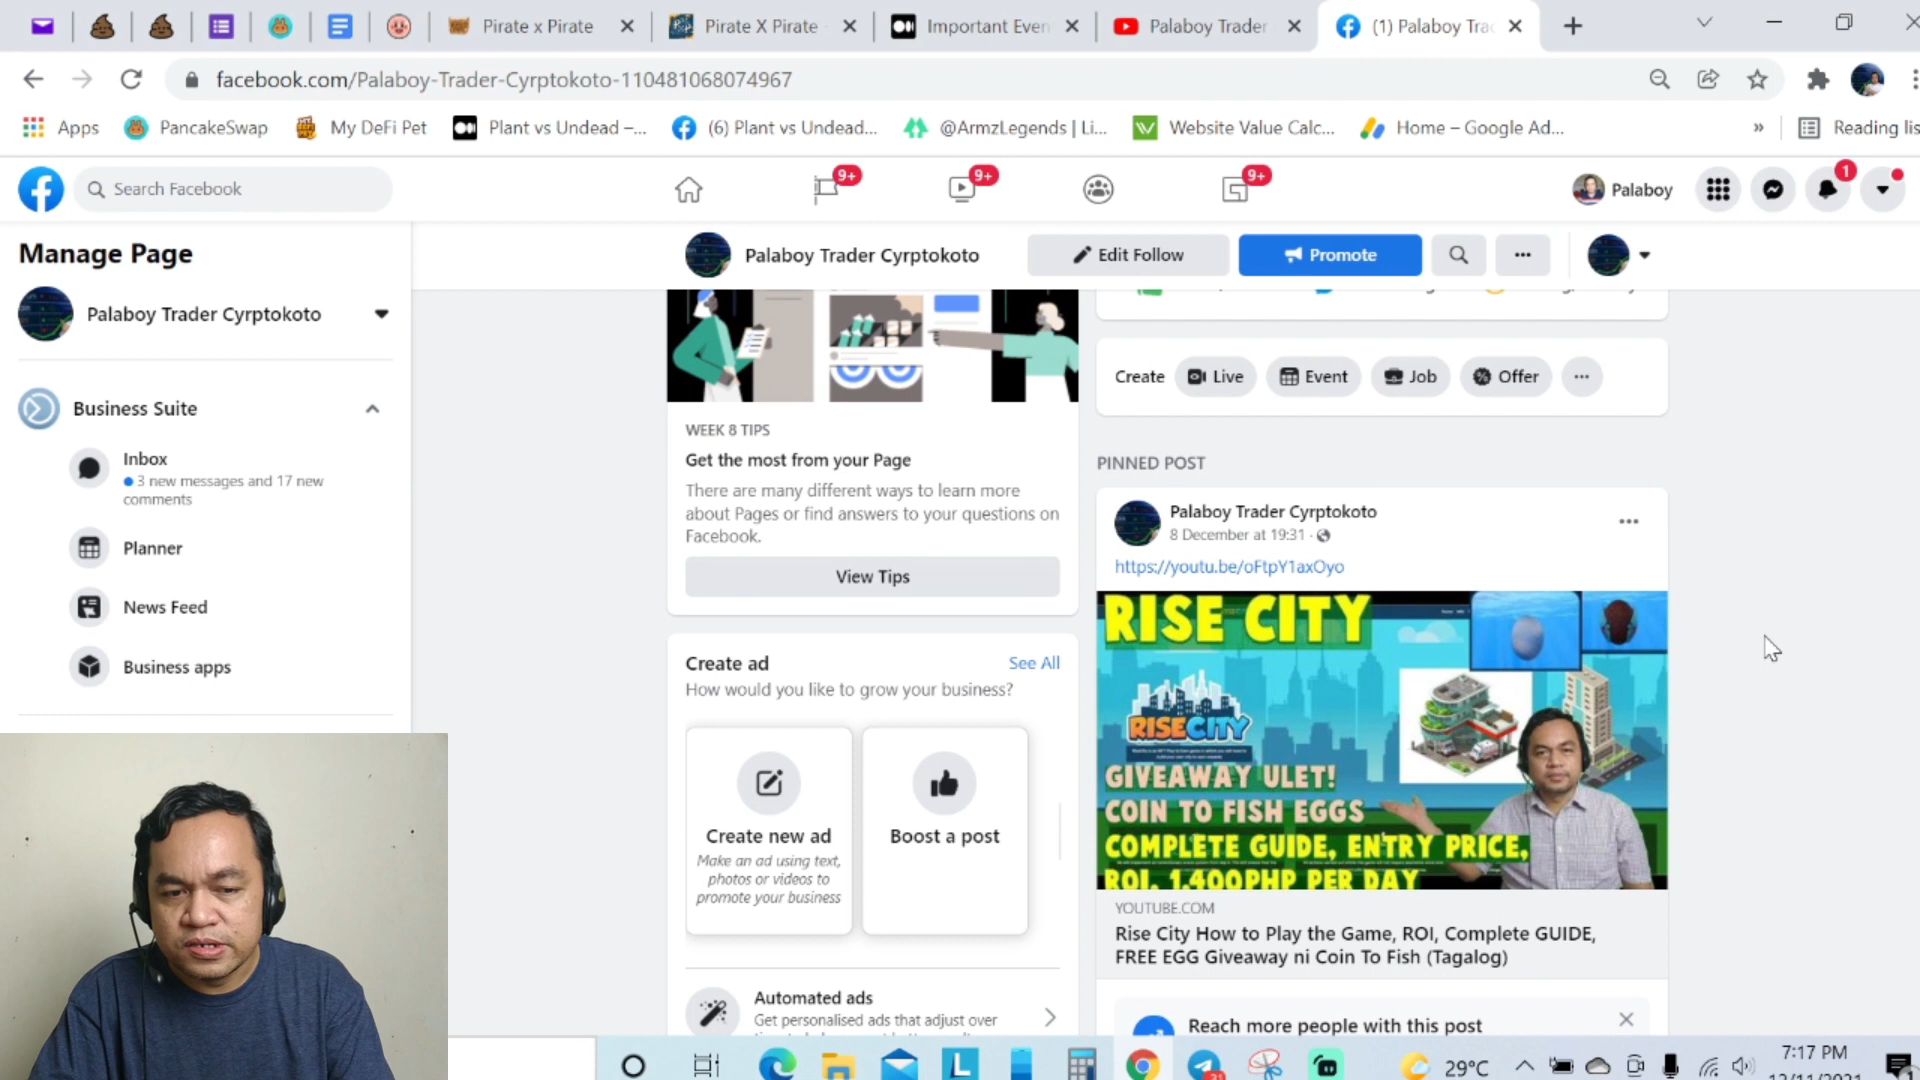 Pirate x Pirate
Pirate X Pirate
Important Even
Palaboy Trader
(1) Palaboy Tra
facebook.com/Palaboy-Trader-Cyrptokoto-110481068074967
Apps
PancakeSwap
My DeFi Pet
Plant vs Undead –...
(6) Plant vs Undead...
@ArmzLegends | Li...
Website Value Calc...
Home – Google Ad...
»
Reading lis
Search Facebook
9+
9+
9+
Palaboy
1
Manage Page
Palaboy Trader Cyrptokoto
Edit Follow
Promote
Palaboy Trader Cyrptokoto
Business Suite
Inbox
3 new messages and 17 new
comments
Planner
News Feed
Business apps
WEEK 8 TIPS
Get the most from your Page
There are many different ways to learn more
about Pages or find answers to your questions on
Facebook.
View Tips
Create ad
See All
How would you like to grow your business?
Create new ad
Make an ad using text,
photos or videos to
promote your business
Boost a post
Automated ads
Get personalised ads that adjust over
Create
Live
Event
Job
Offer
PINNED POST
Palaboy Trader Cyrptokoto
8 December at 19:31 ·
https://youtu.be/oFtpY1axOyo
RISE CITY
RISECITY
GIVEAWAY ULET!
COIN TO FISH EGGS
COMPLETE GUIDE, ENTRY PRICE,
ROI, 1,400PHP PER DAY
YOUTUBE.COM
Rise City How to Play the Game, ROI, Complete GUIDE,
FREE EGG Giveaway ni Coin To Fish (Tagalog)
Reach more people with this post
L
29°C
7:17 PM
12/11/2021